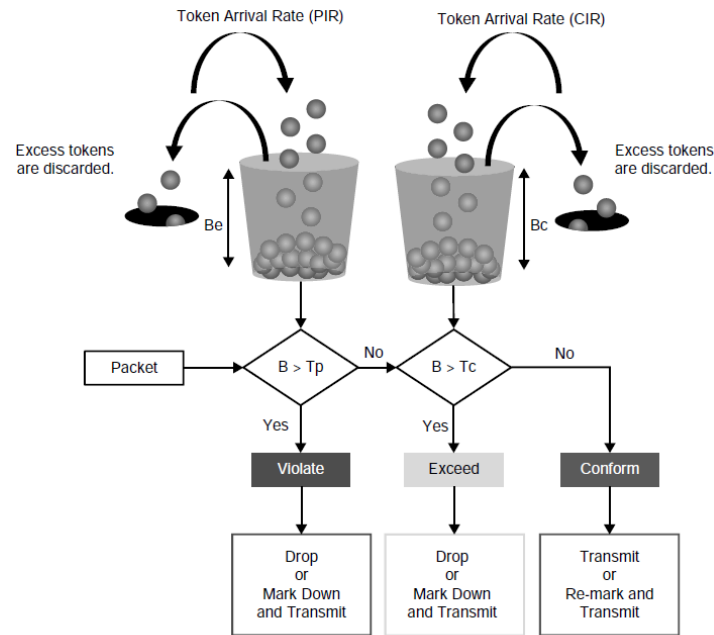 Token Arrival Rate (PIR)
Token Arrival Rate (CIR)
Excess tokens
are discarded.
Be
Bc
Excess tokens
are discarded.
Packet
B > Tp
No
B > Tc
No
Yes
Yes
Violate
Exceed
Conform
Drop
or
Mark Down
and Transmit
Drop
or
Mark Down
and Transmit
Transmit
or
Re-mark and
Transmit